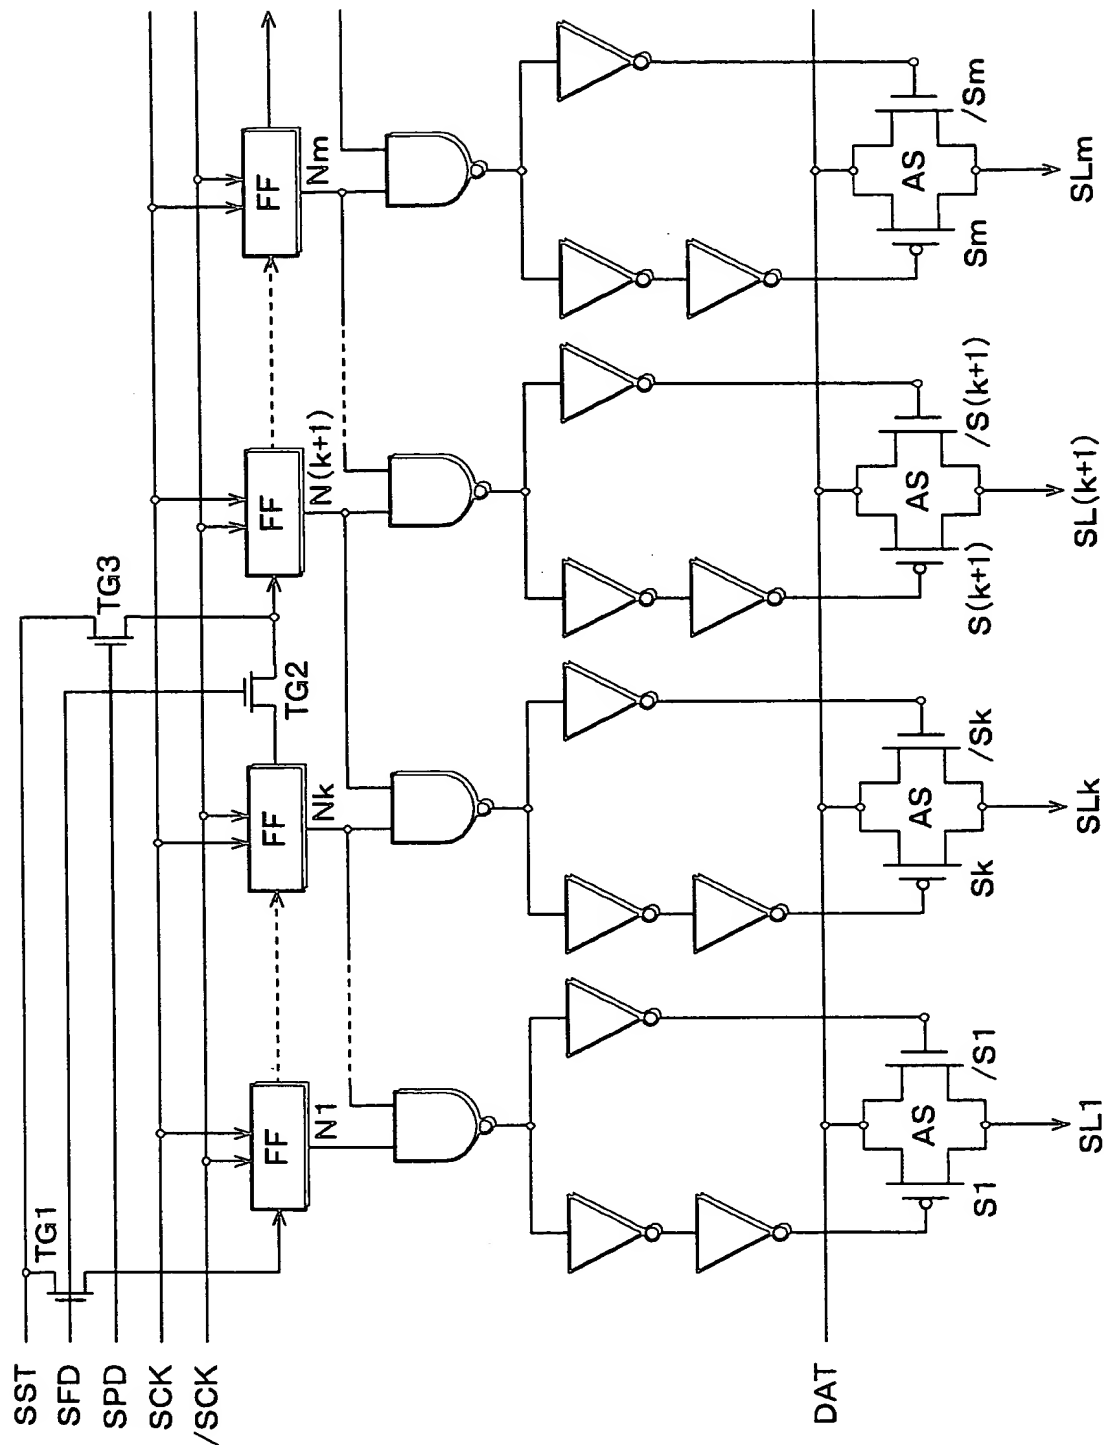 SST
SFD
SPD
SCK
/SCK
TG1
TG2
TG3
FF
FF
FF
FF
N1
Nk
N(k+1)
Nm
DAT
AS
AS
AS
AS
S1
/S1
Sk
/Sk
S(k+1)
/S(k+1)
Sm
/Sm
SL1
SLk
SL(k+1)
SLm